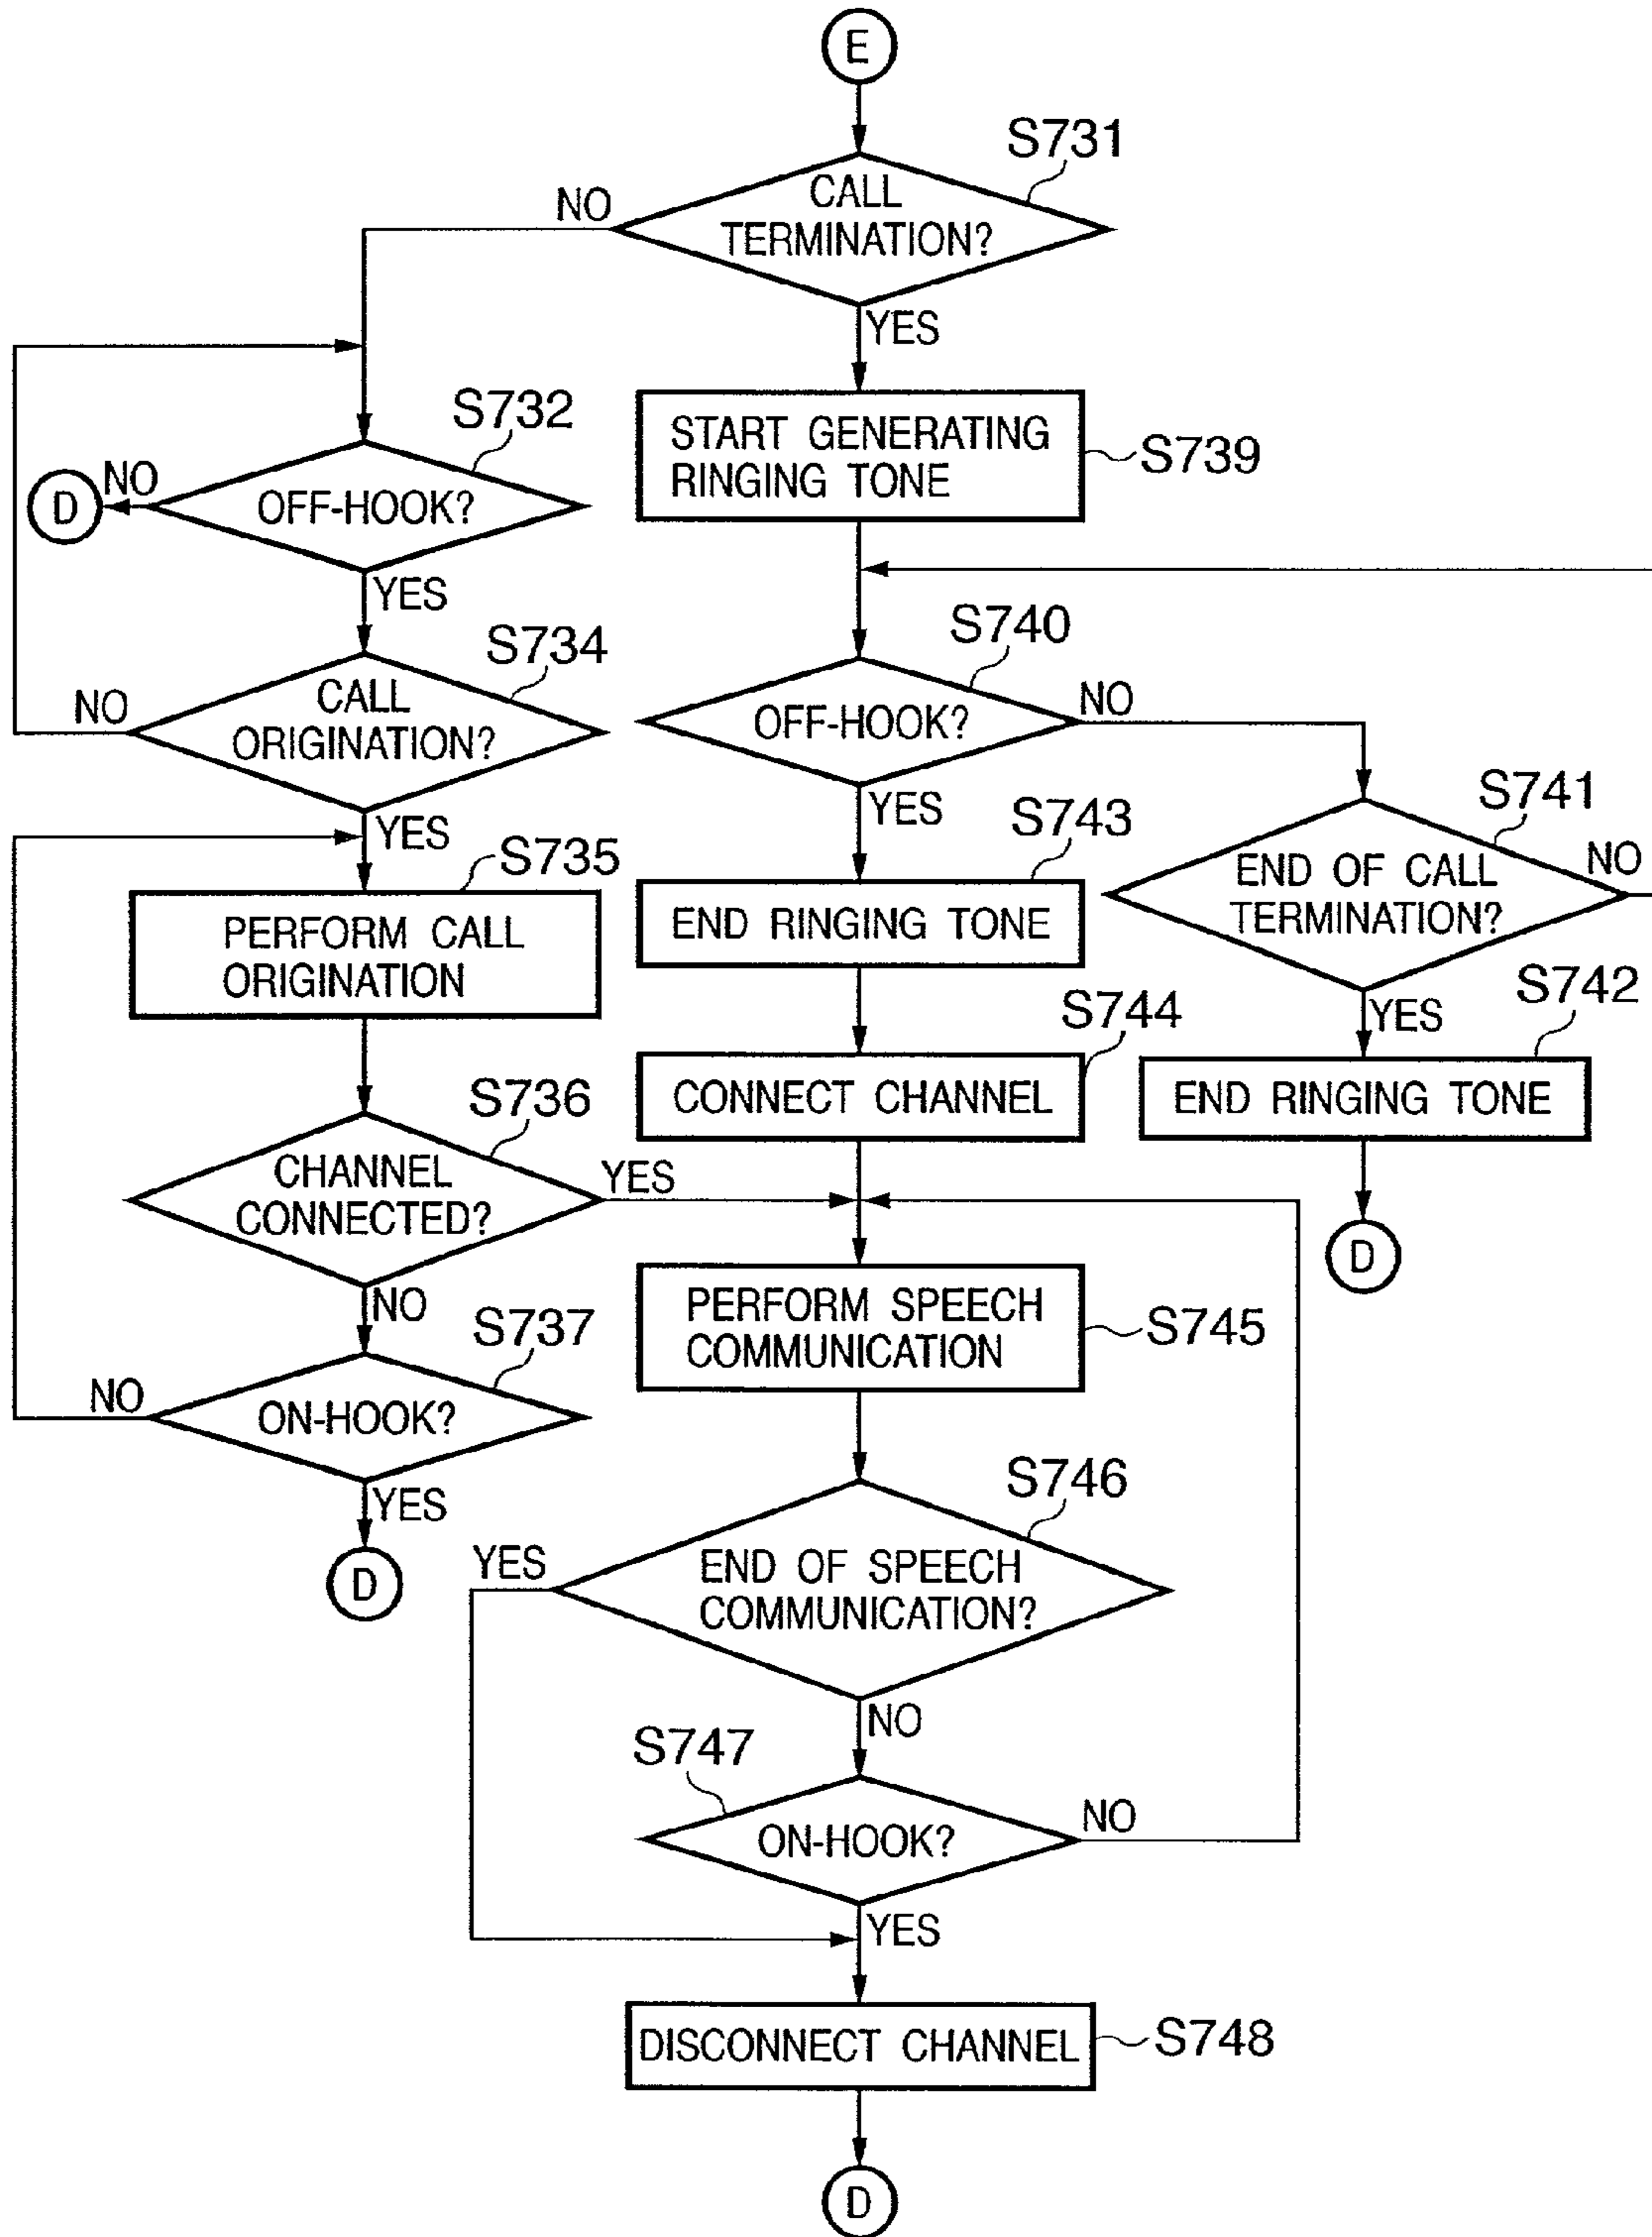 E
S731
CALL
TERMINATION?
NO
YES
S732
OFF-HOOK?
NO
D
YES
S734
CALL
ORIGINATION?
NO
YES
S735
PERFORM CALL
ORIGINATION
S736
CHANNEL
CONNECTED?
YES
NO
S737
ON-HOOK?
NO
YES
D
START GENERATING
RINGING TONE
S739
S740
OFF-HOOK?
NO
YES
S741
END OF CALL
TERMINATION?
NO
YES
S742
END RINGING TONE
D
S743
END RINGING TONE
S744
CONNECT CHANNEL
PERFORM SPEECH
COMMUNICATION
S745
S746
END OF SPEECH
COMMUNICATION?
YES
NO
S747
ON-HOOK?
NO
YES
DISCONNECT CHANNEL
S748
D